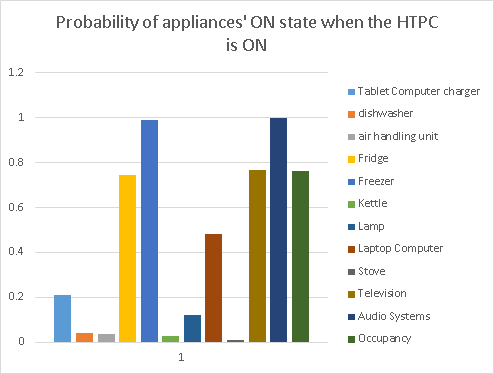 Probability of appliances' ON state when the HTPC
is ON
1.2
1
0.8
0.6
0.4
0.2
0
1
Tablet Computer charger
dishwasher
air handling unit
Fridge
Freezer
Kettle
Lamp
Laptop Computer
Stove
Television
Audio Systems
Occupancy